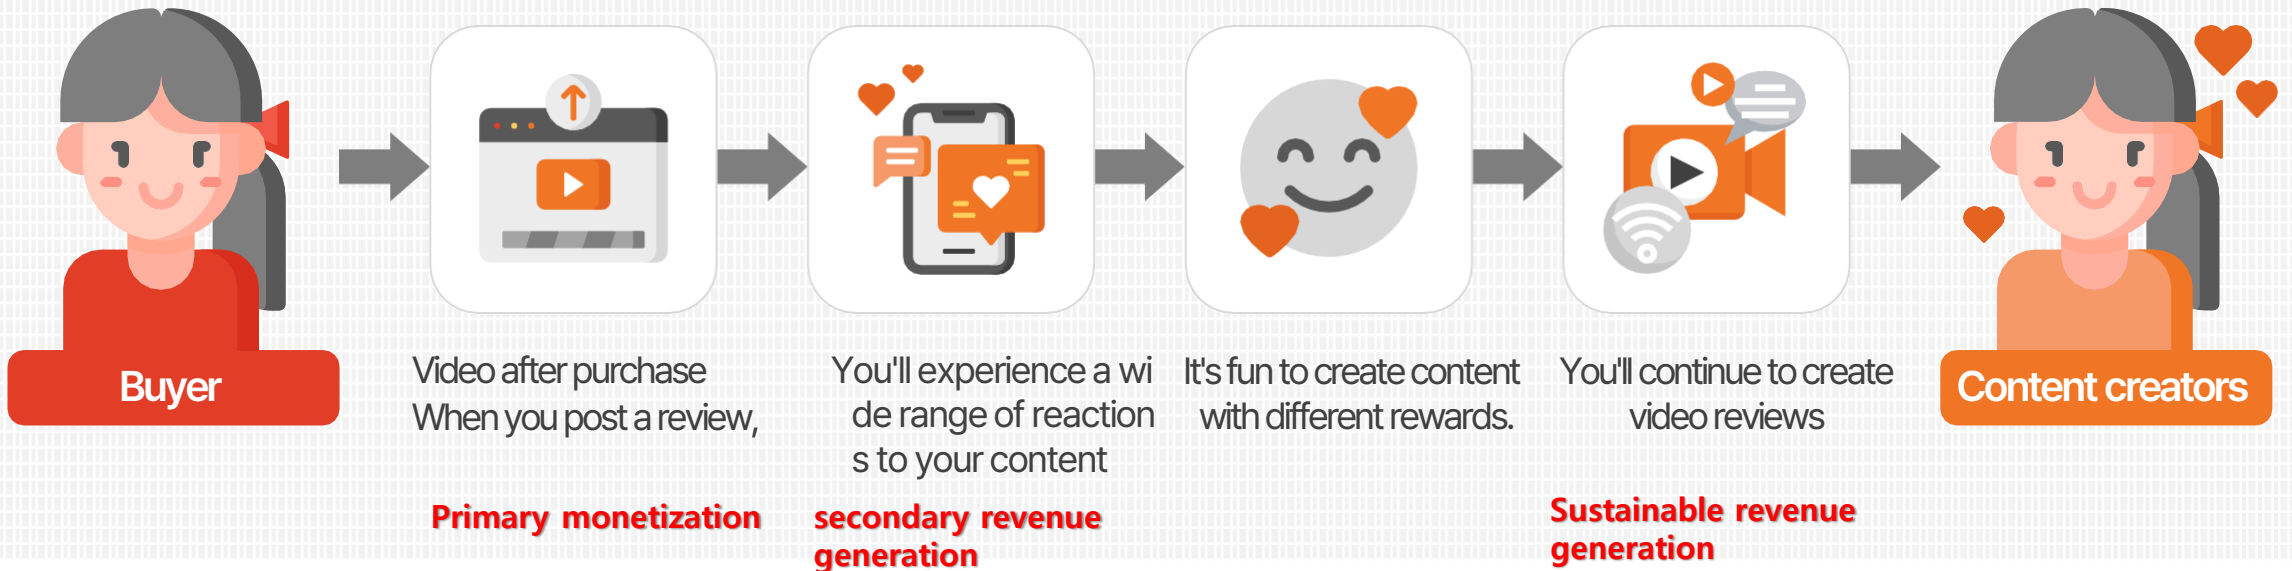 Buyer
Video after purchase
When you post a review,
Primary monetization
You'll experience a wi
de range of reaction
s to your content
secondary revenue
generation
It's fun to create content
with different rewards.
You'll continue to create
video reviews
Sustainable revenue
generation
Content creators